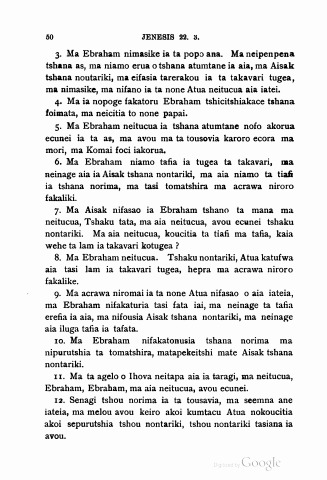 50 JENESIS 22. 3.
3. Ma Ebraham nimasike ia ta popo ana. Ma neipenpena
tshana as, ma niamo erua o tshana atumtane ia aia, ma Aisak
tshana noutariki, ma eifasia tarerakou ia ta takavari tugea,
ma nimasike, ma nifano ia ta none Atua neitucua aia iatei.
4. Ma ia nopoge fakatoru Ebraham tshicitshiakace tshana
foimata, ma neicitia to none papai.
5. Ma Ebraham neitucua ia tshana atumtane nofo akorua
ecunei ia ta as, ma avou ma ta tousovia karoro ecora ma
mori, ma Komai foci iakorua.
6. Ma Ebraham niamo tafia ia tugea ta takavari, ma
neinage aia ia Aisak tshana nontariki, ma aia niamo ta tiafi
ia tshana norima, ma tasi tomatshira ma acrawa niroro
fakaliki.
7. Ma Aisak nifasao ia Ebraham tshano ta mana ma
neitucua, Tshaku tata, ma aia neitucua, avou ecunei tshaku
nontariki. Ma aia neitucua, koucitia ta tiafi ma tafia, kaia
wehe ta lam ia takavari kotugea ?
8. Ma Ebraham neitucua. Tshaku nontariki, Atua katufwa
aia tasi lam ia takavari tugea, hepra ma acrawa niroro
fakalike.
9. Ma acrawa niromai ia ta none Atua nifasao o aia iateia,
ma Ebraham nifakaturia tasi fata iai, ma neinage ta tafia
erefia ia aia, ma nifousia Aisak tshana nontariki, ma neinage
aia iluga tafia ia tafata.
10. Ma Ebraham nifakatonusia tshana norima ma
nipurutshia ta tomatshira, matapekeitshi mate Aisak tshana
nontariki.
11. Ma ta agelo o Ihova neitapa aia ia taragi, ma neitucua,
Ebraham, Ebraham, ma aia neitucua, avou ecunei.
12. Senagi tshou norima ia ta tousavia, ma seemna ane
iateia, ma melou avou keiro akoi kumtacu Atua nokoucitia
akoi sepurutshia tshou nontariki, tshou nontariki tasiana ia
avou.
Digitized by Google